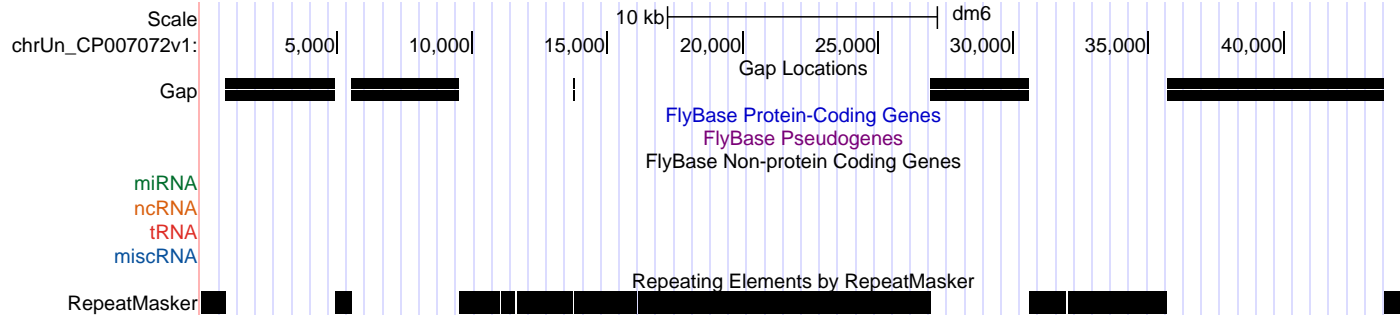 Scale 10 kb dm6
chrUn_CP007072v1: 5,000 10,000 15,000 20,000 25,000 30,000 35,000 40,000
Gap Locations
Gap
FlyBase Protein-Coding Genes
FlyBase Pseudogenes
FlyBase Non-protein Coding Genes
miRNA
ncRNA
tRNA
miscRNA
Repeating Elements by RepeatMasker
RepeatMasker